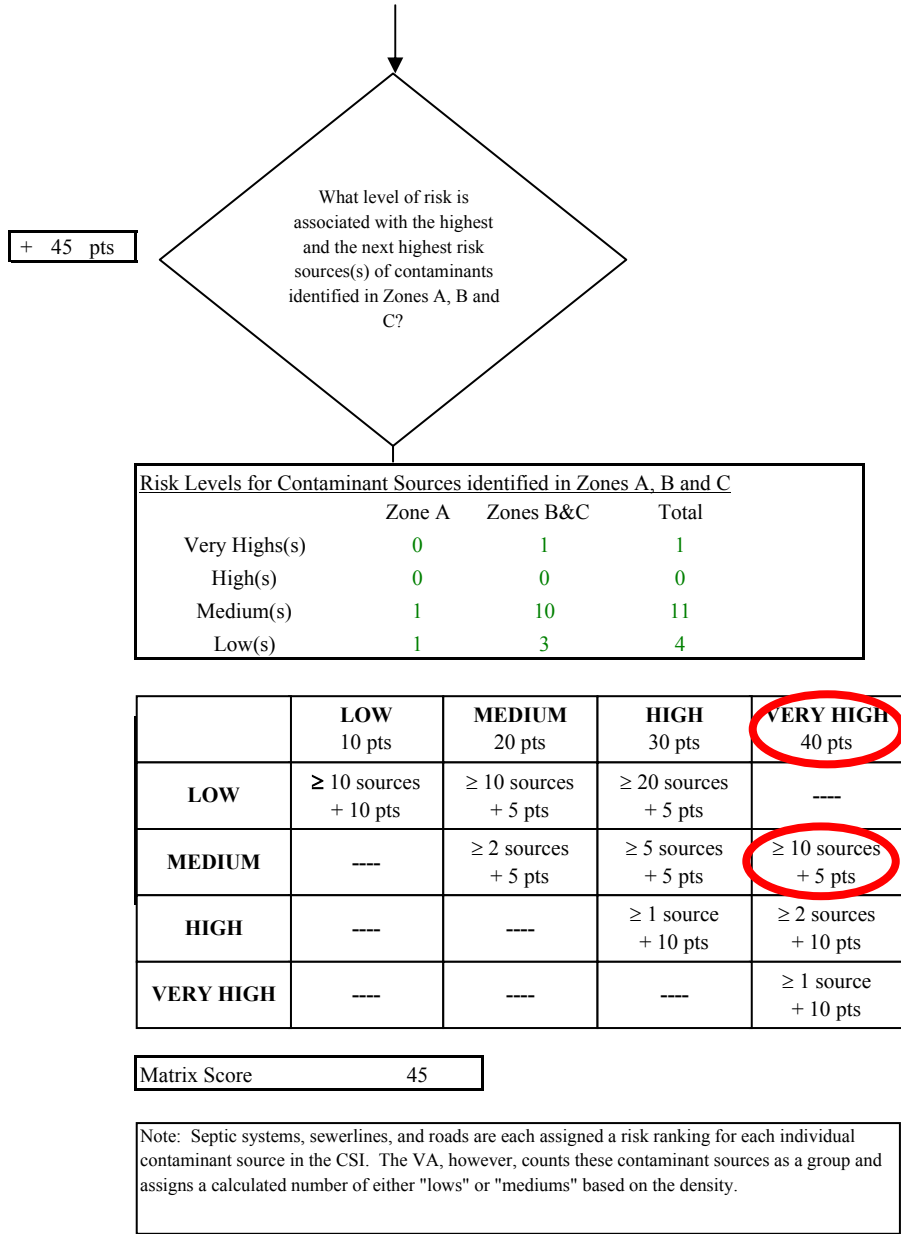 What level of risk is
associated with the highest
and the next highest risk
sources(s) of contaminants
identified in Zones A, B and
C?
+ 45 pts
Risk Levels for Contaminant Sources identified in Zones A, B and C
Zone A Zones B&C Total
Very Highs(s) 0 1 1
High(s) 0 0 0
Medium(s) 1 10 11
Low(s) 1 3 4
LOW MEDIUM HIGH VERY HIGH
10 pts 20 pts 30 pts 40 pts
LOW ≥ 10 sources ≥ 10 sources ≥ 20 sources ----
+ 10 pts + 5 pts + 5 pts
MEDIUM ---- ≥ 2 sources ≥ 5 sources ≥ 10 sources
+ 5 pts + 5 pts + 5 pts
HIGH ---- ---- ≥ 1 source ≥ 2 sources
+ 10 pts + 10 pts
VERY HIGH ---- ---- ---- ≥ 1 source
+ 10 pts
Matrix Score 45
Note: Septic systems, sewerlines, and roads are each assigned a risk ranking for each individual
contaminant source in the CSI. The VA, however, counts these contaminant sources as a group and
assigns a calculated number of either "lows" or "mediums" based on the density.